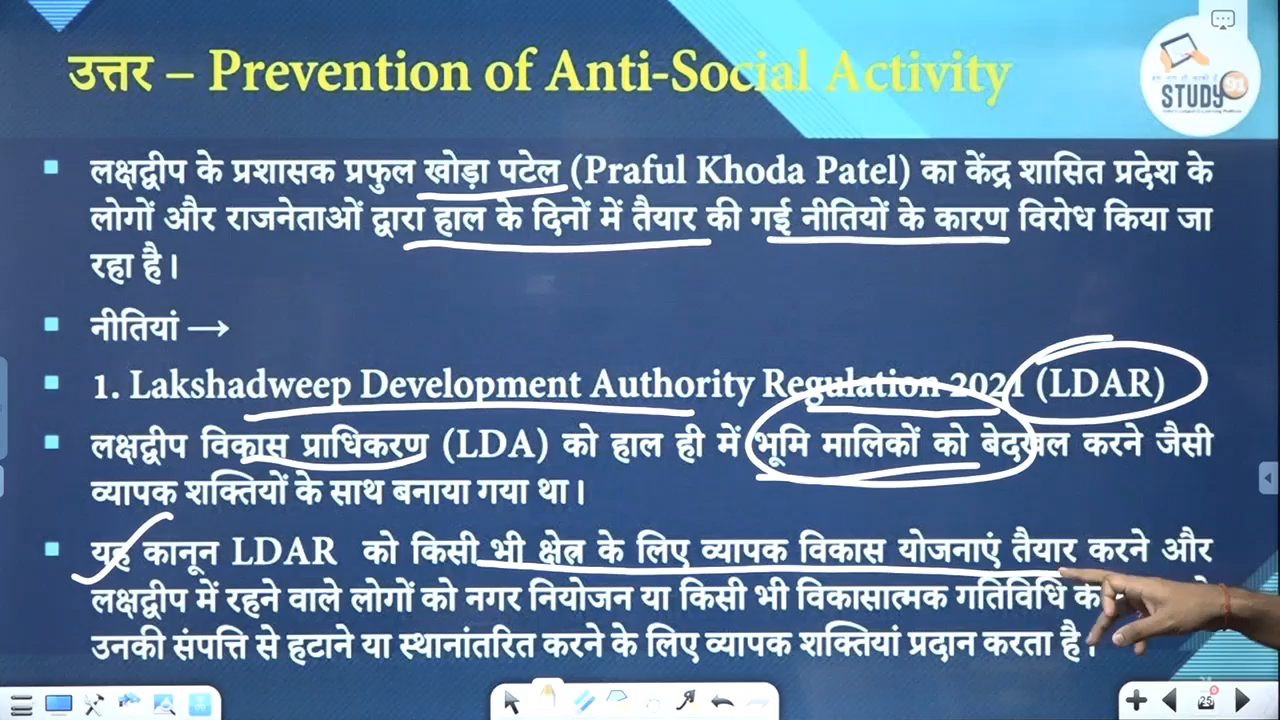 उत्तर – Prevention of Anti-Social Activity
STUDY 91
लक्षद्वीप के प्रशासक प्रफुल खोड़ा पटेल (Praful Khoda Patel) का केंद्र शासित प्रदेश के
लोगों और राजनेताओं द्वारा हाल के दिनों में तैयार की गई नीतियों के कारण विरोध किया जा
रहा है।
नीतियां →
1. Lakshadweep Development Authority Regulation 2021 (LDAR)
लक्षद्वीप विकास प्राधिकरण (LDA) को हाल ही में भूमि मालिकों को बेदखल करने जैसी
व्यापक शक्तियों के साथ बनाया गया था।
यह कानून LDAR को किसी भी क्षेत्र के लिए व्यापक विकास योजनाएं तैयार करने और
लक्षद्वीप में रहने वाले लोगों को नगर नियोजन या किसी भी विकासात्मक गतिविधि
उनकी संपत्ति से हटाने या स्थानांतरित करने के लिए व्यापक शक्तियां प्रदान करता है।
25